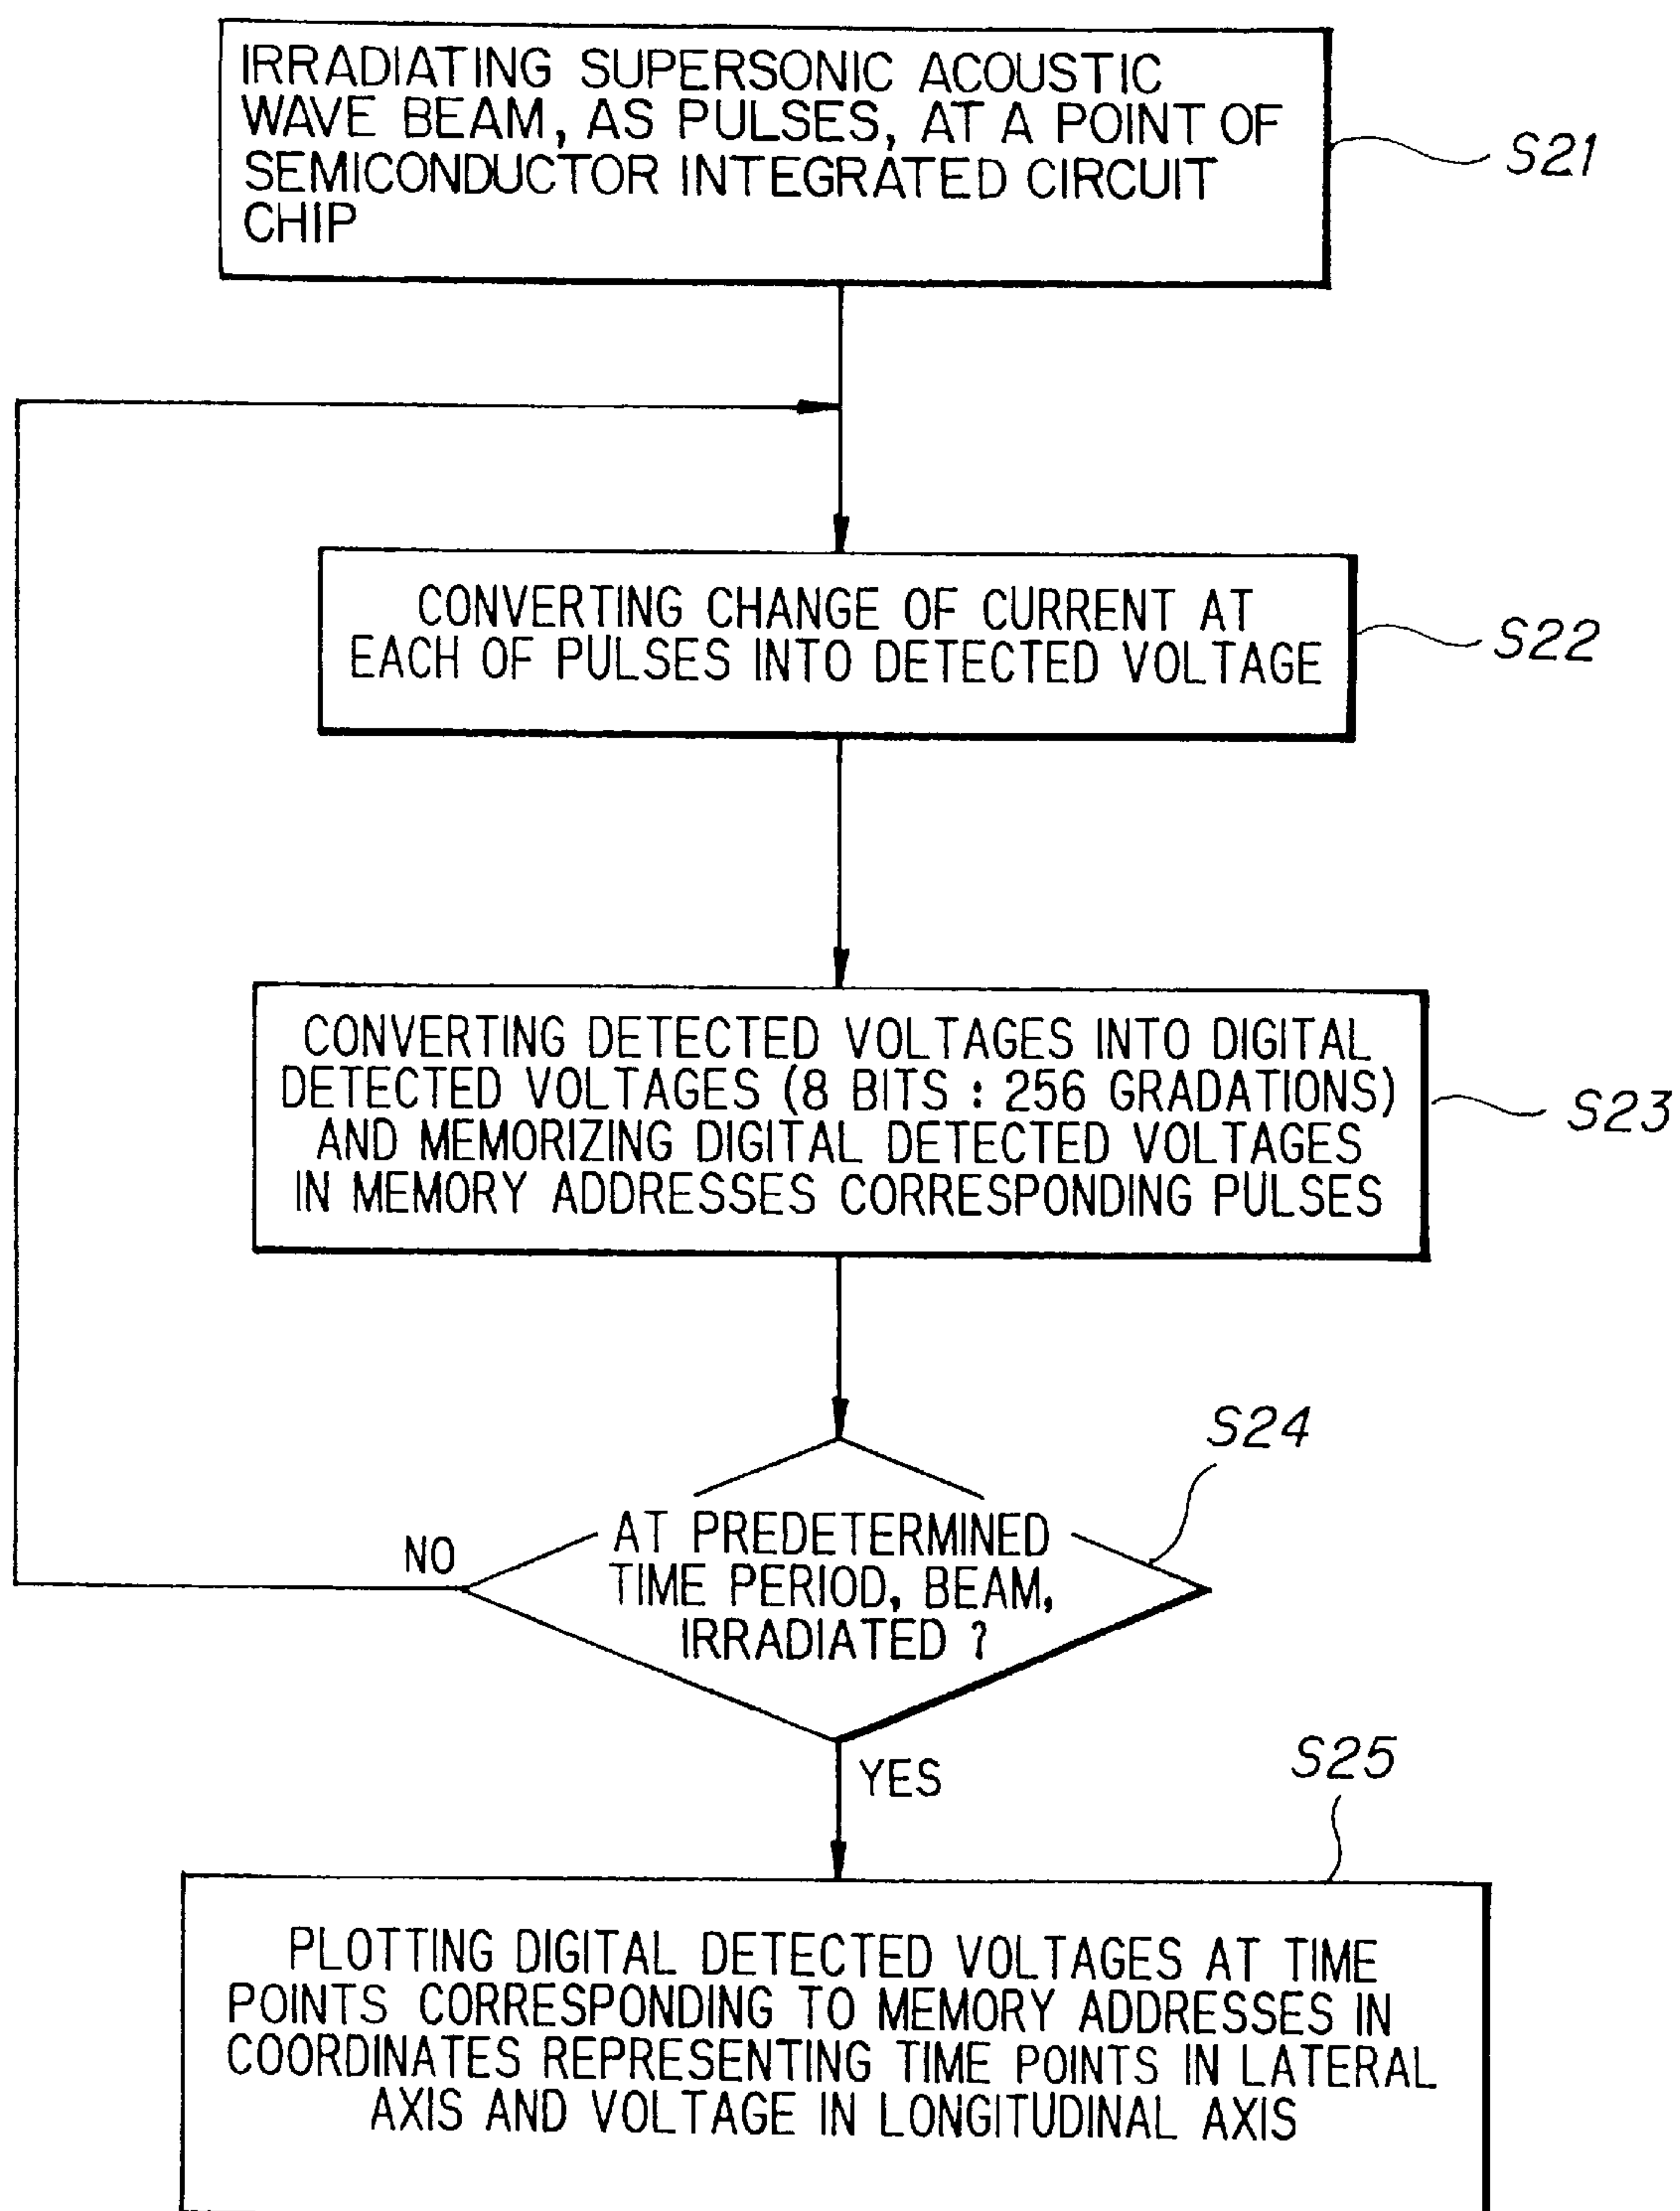 IRRADIATING SUPERSONIC ACOUSTIC
WAVE BEAM, AS PULSES, AT A POINT OF
SEMICONDUCTOR INTEGRATED CIRCUIT
CHIP
S21
CONVERTING CHANGE OF CURRENT AT
EACH OF PULSES INTO DETECTED VOLTAGE
S22
CONVERTING DETECTED VOLTAGES INTO DIGITAL
DETECTED VOLTAGES (8 BITS : 256 GRADATIONS)
AND MEMORIZING DIGITAL DETECTED VOLTAGES
IN MEMORY ADDRESSES CORRESPONDING PULSES
S23
S24
AT PREDETERMINED
TIME PERIOD, BEAM,
IRRADIATED ?
NO
YES
S25
PLOTTING DIGITAL DETECTED VOLTAGES AT TIME
POINTS CORRESPONDING TO MEMORY ADDRESSES IN
COORDINATES REPRESENTING TIME POINTS IN LATERAL
AXIS AND VOLTAGE IN LONGITUDINAL AXIS